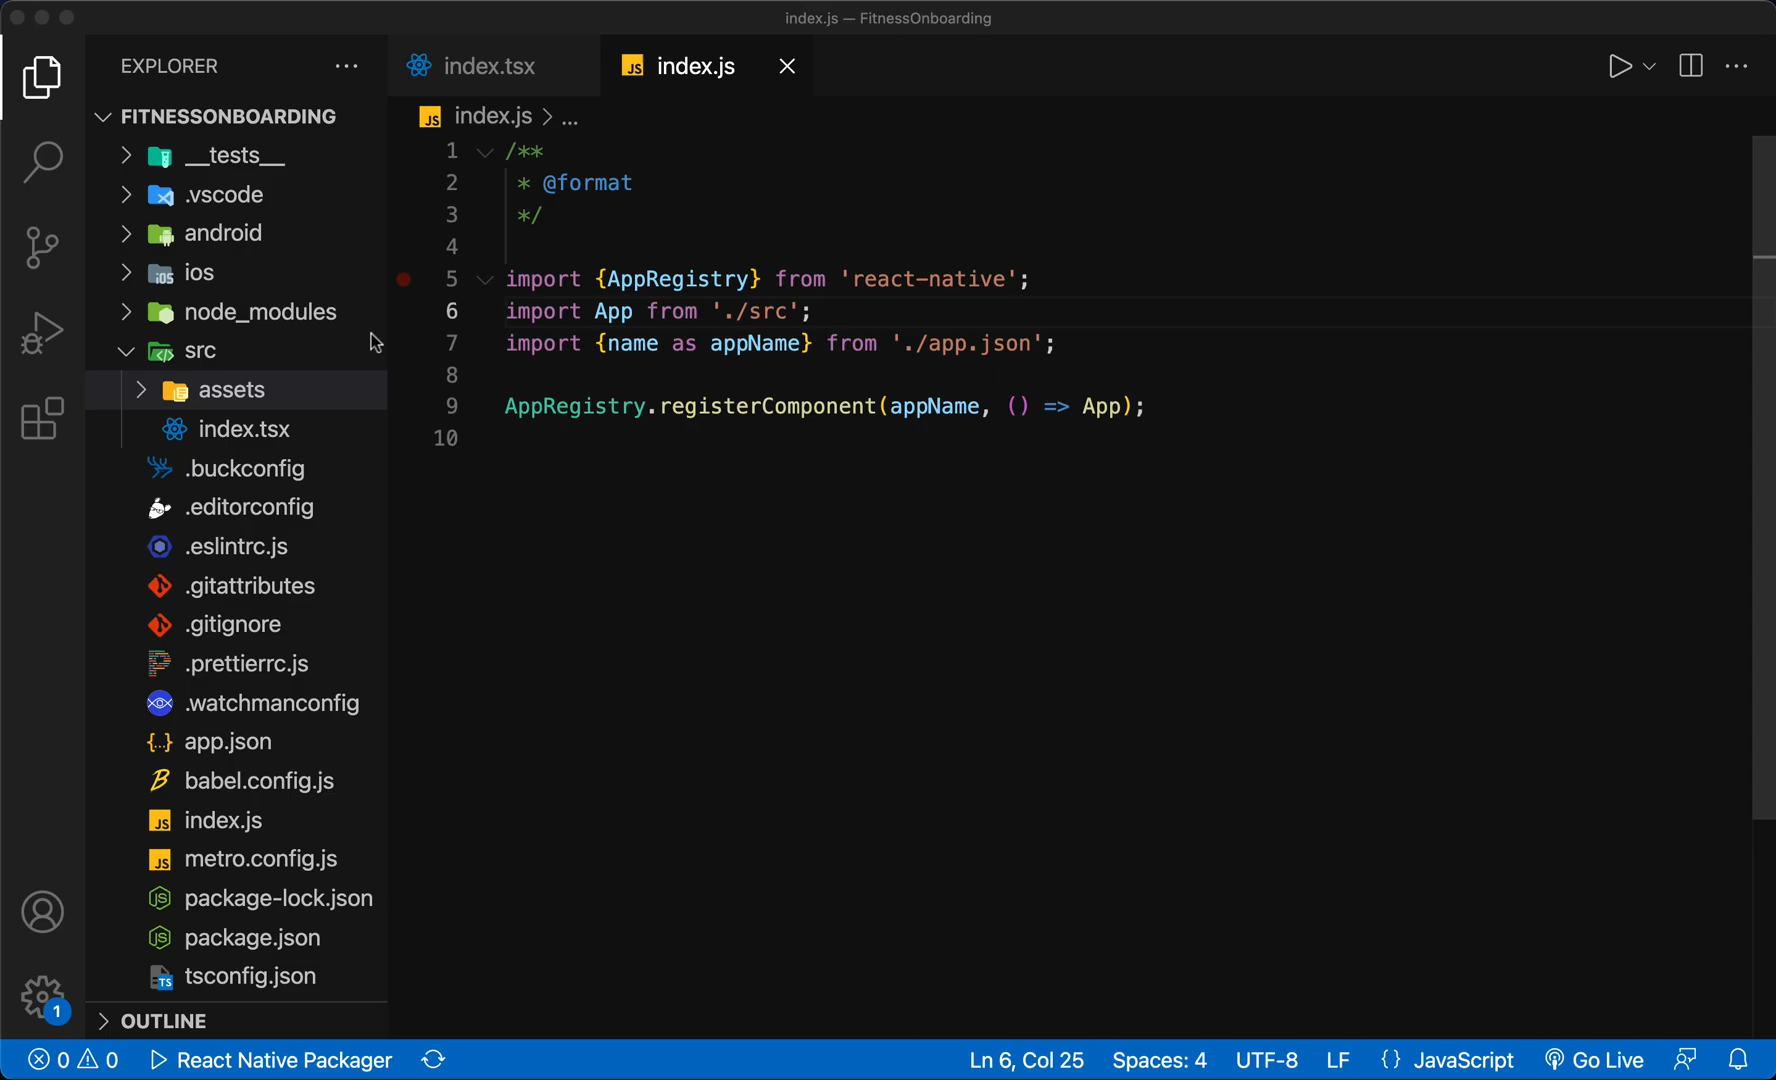 index.js — FitnessOnboarding
EXPLORER
index.tsx
index.js
FITNESSONBOARDING
index.js > ...
__tests__
.vscode
android
ios
node_modules
src
assets
index.tsx
.buckconfig
.editorconfig
.eslintrc.js
.gitattributes
.gitignore
.prettierrc.js
.watchmanconfig
app.json
babel.config.js
index.js
metro.config.js
package-lock.json
package.json
tsconfig.json
OUTLINE
1 /**
2 * @format
3 */
4
5 import {AppRegistry} from 'react-native';
6 import App from './src';
7 import {name as appName} from './app.json';
8
9 AppRegistry.registerComponent(appName, () => App);
10
1
0 0 React Native Packager Ln 6, Col 25 Spaces: 4 UTF-8 LF {} JavaScript Go Live